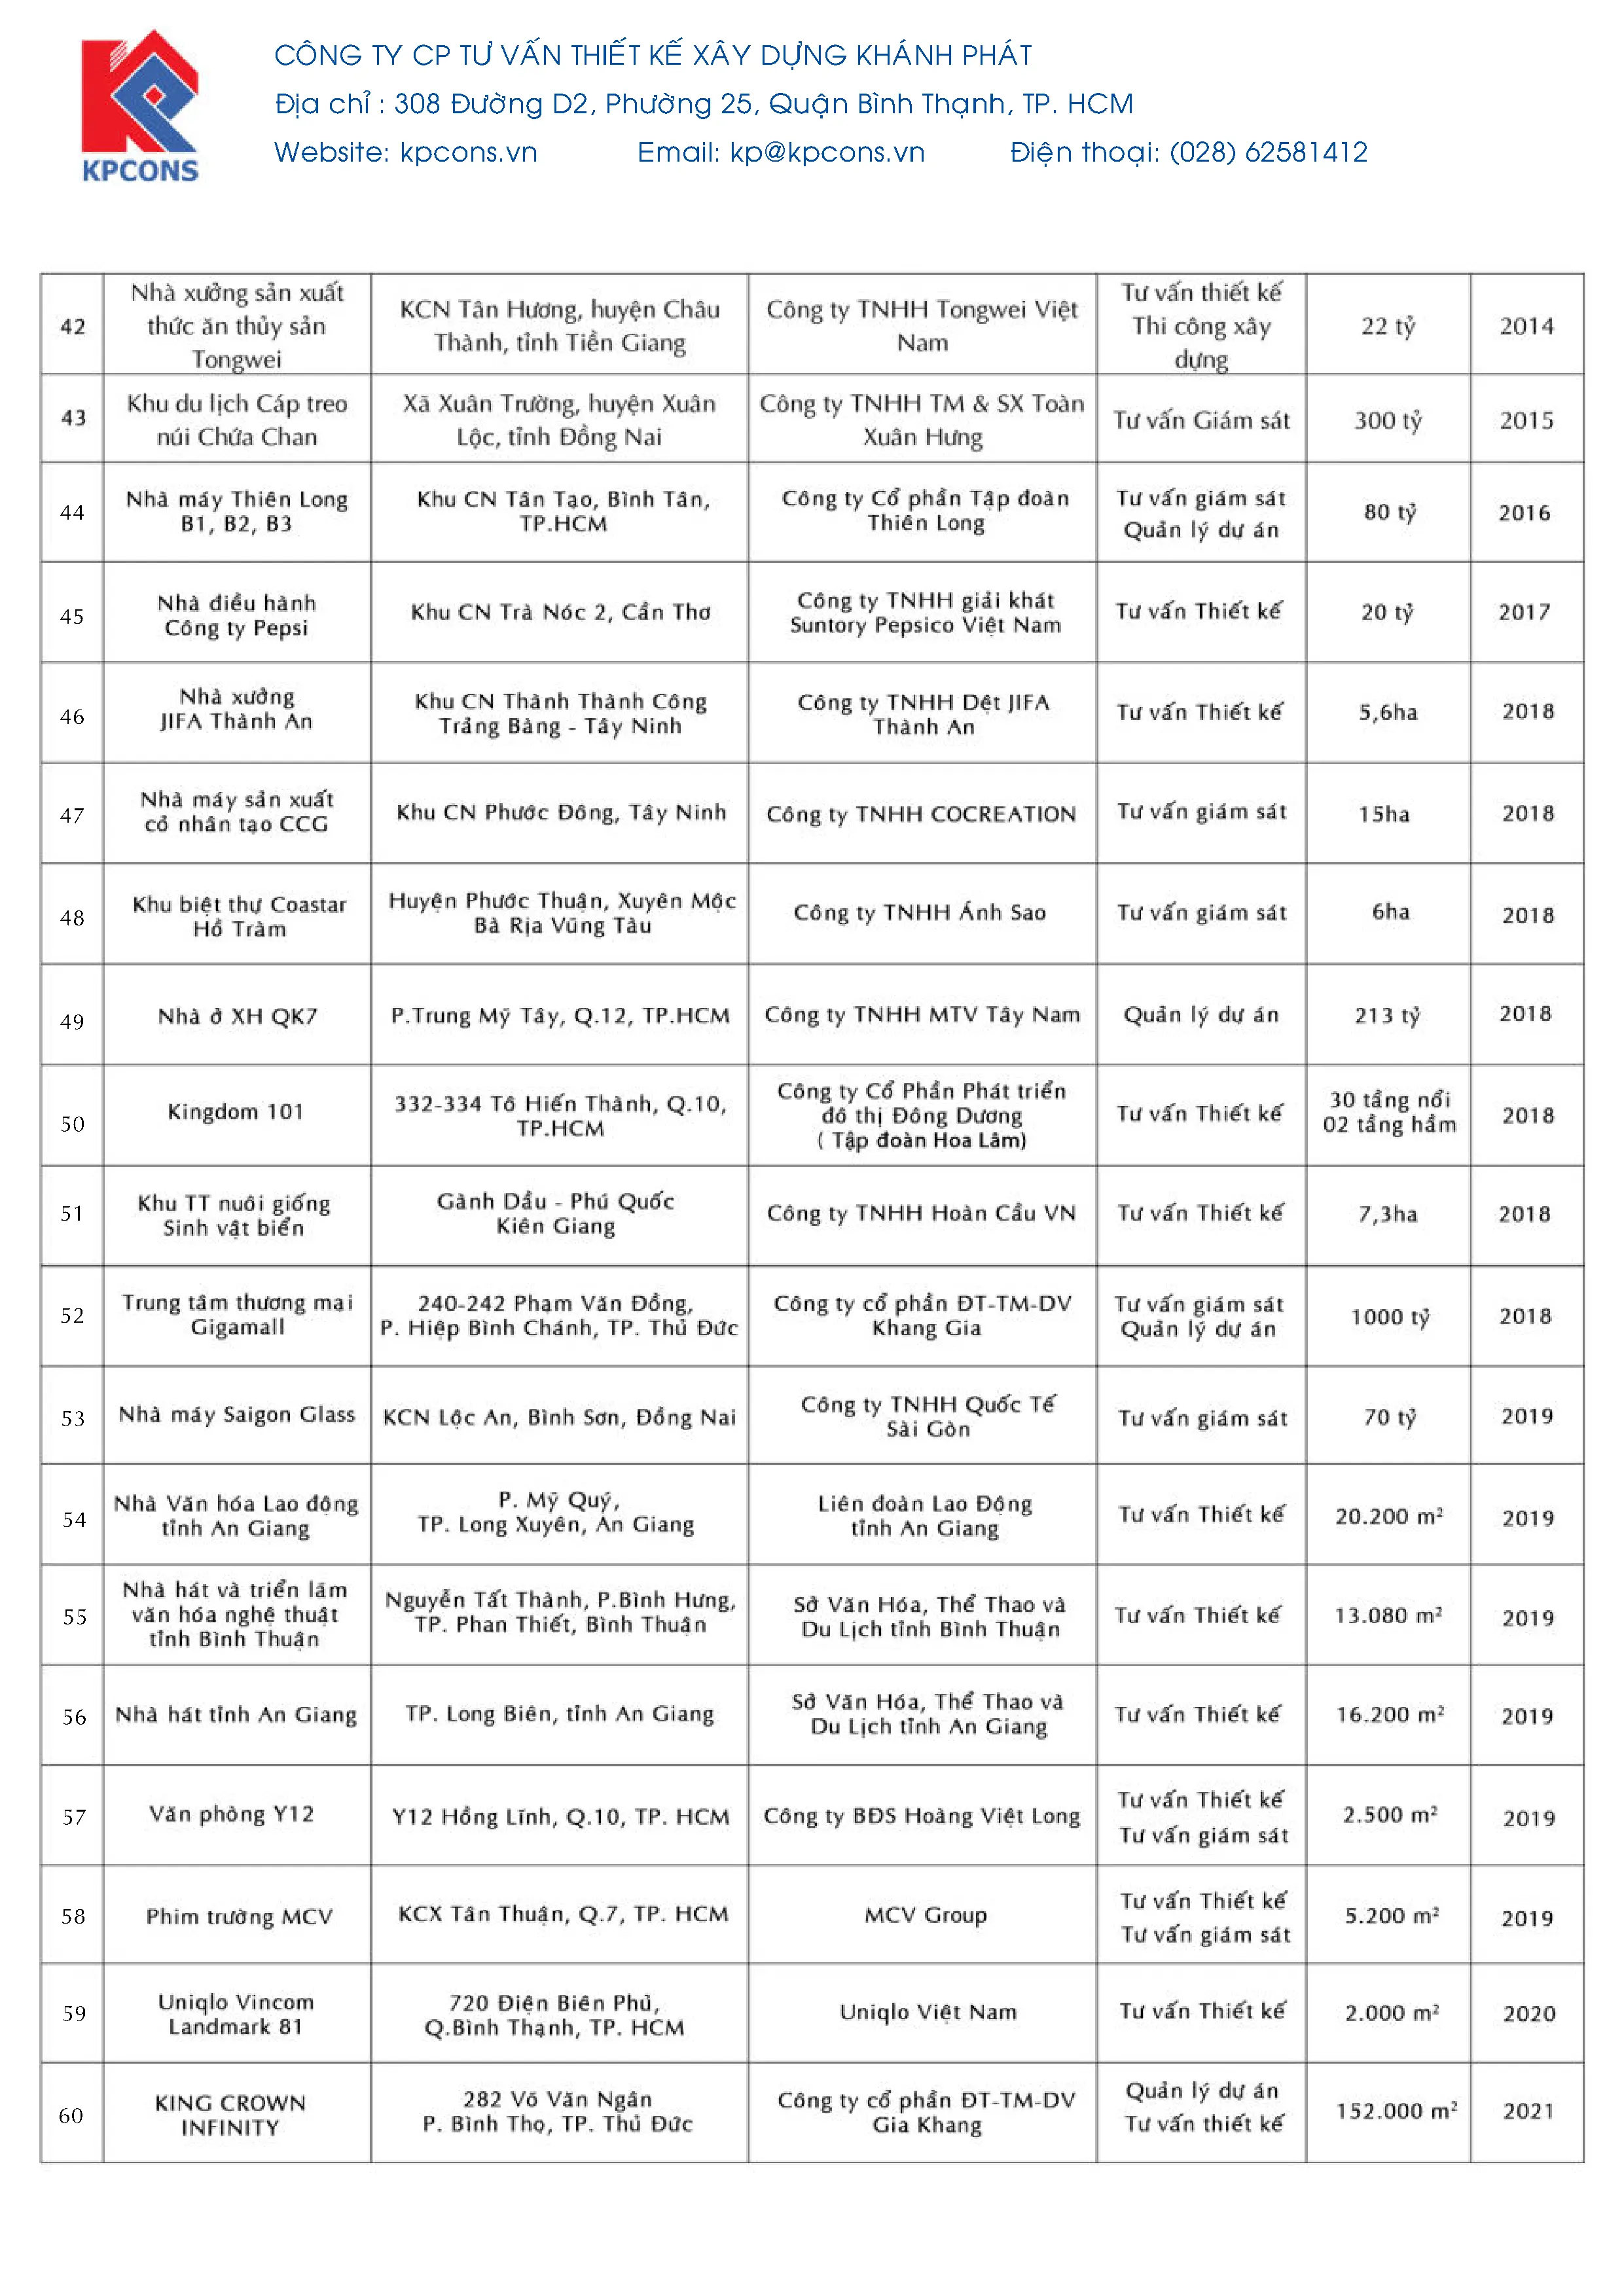 KPCONS
CÔNG TY CP TƯ VẤN THIẾT KẾ XÂY DỰNG KHÁNH PHÁT
Địa chỉ : 308 Đường D2, Phường 25, Quận Bình Thạnh, TP. HCM
Website: kpcons.vn Email: kp@kpcons.vn Điện thoại: (028) 62581412
42
Nhà xưởng sản xuất
thức ăn thủy sản
Tongwei
KCN Tân Hương, huyện Châu
Thành, tỉnh Tiền Giang
Công ty TNHH Tongwei Việt
Nam
Tư vấn thiết kế
Thi công xây
dựng
22 tỷ
2014
43
Khu du lịch Cáp treo
núi Chứa Chan
Xã Xuân Trường, huyện Xuân
Lộc, tỉnh Đồng Nai
Công ty TNHH TM & SX Toàn
Xuân Hưng
Tư vấn Giám sát
300 tỷ
2015
44
Nhà máy Thiên Long
B1, B2, B3
Khu CN Tân Tạo, Bình Tân,
TP.HCM
Công ty Cổ phần Tập đoàn
Thiên Long
Tư vấn giám sát
Quản lý dự án
80 tỷ
2016
45
Nhà điều hành
Công ty Pepsi
Khu CN Trà Nóc 2, Cần Thơ
Công ty TNHH giải khát
Suntory Pepsico Việt Nam
Tư vấn Thiết kế
20 tỷ
2017
46
Nhà xưởng
JIFA Thành An
Khu CN Thành Thành Công
Trảng Bàng - Tây Ninh
Công ty TNHH Dệt JIFA
Thành An
Tư vấn Thiết kế
5,6ha
2018
47
Nhà máy sản xuất
cỏ nhân tạo CCG
Khu CN Phước Đông, Tây Ninh
Công ty TNHH COCREATION
Tư vấn giám sát
15ha
2018
48
Khu biệt thự Coastar
Hồ Tràm
Huyện Phước Thuận, Xuyên Mộc
Bà Rịa Vũng Tàu
Công ty TNHH Ánh Sao
Tư vấn giám sát
6ha
2018
49
Nhà ở XH QK7
P.Trung Mỹ Tây, Q.12, TP.HCM
Công ty TNHH MTV Tây Nam
Quản lý dự án
213 tỷ
2018
50
Kingdom 101
332-334 Tô Hiến Thành, Q.10,
TP.HCM
Công ty Cổ Phần Phát triển
đô thị Đông Dương
( Tập đoàn Hoa Lâm)
Tư vấn Thiết kế
30 tầng nổi
02 tầng hầm
2018
51
Khu TT nuôi giống
Sinh vật biển
Gành Dầu - Phú Quốc
Kiên Giang
Công ty TNHH Hoàn Cầu VN
Tư vấn Thiết kế
7,3ha
2018
52
Trung tâm thương mại
Gigamall
240-242 Phạm Văn Đồng,
P. Hiệp Bình Chánh, TP. Thủ Đức
Công ty cổ phần ĐT-TM-DV
Khang Gia
Tư vấn giám sát
Quản lý dự án
1000 tỷ
2018
53
Nhà máy Saigon Glass
KCN Lộc An, Bình Sơn, Đồng Nai
Công ty TNHH Quốc Tế
Sài Gòn
Tư vấn giám sát
70 tỷ
2019
54
Nhà Văn hóa Lao động
tỉnh An Giang
P. Mỹ Quý,
TP. Long Xuyên, An Giang
Liên đoàn Lao Động
tỉnh An Giang
Tư vấn Thiết kế
20.200 m²
2019
55
Nhà hát và triển lãm
văn hóa nghệ thuật
tỉnh Bình Thuận
Nguyễn Tất Thành, P.Bình Hưng,
TP. Phan Thiết, Bình Thuận
Sở Văn Hóa, Thể Thao và
Du Lịch tỉnh Bình Thuận
Tư vấn Thiết kế
13.080 m²
2019
56
Nhà hát tỉnh An Giang
TP. Long Biên, tỉnh An Giang
Sở Văn Hóa, Thể Thao và
Du Lịch tỉnh An Giang
Tư vấn Thiết kế
16.200 m²
2019
57
Văn phòng Y12
Y12 Hồng Lĩnh, Q.10, TP. HCM
Công ty BĐS Hoàng Việt Long
Tư vấn Thiết kế
Tư vấn giám sát
2.500 m²
2019
58
Phim trường MCV
KCX Tân Thuận, Q.7, TP. HCM
MCV Group
Tư vấn Thiết kế
Tư vấn giám sát
5.200 m²
2019
59
Uniqlo Vincom
Landmark 81
720 Điện Biên Phủ,
Q.Bình Thạnh, TP. HCM
Uniqlo Việt Nam
Tư vấn Thiết kế
2.000 m²
2020
60
KING CROWN
INFINITY
282 Võ Văn Ngân
P. Bình Thọ, TP. Thủ Đức
Công ty cổ phần ĐT-TM-DV
Gia Khang
Quản lý dự án
Tư vấn thiết kế
152.000 m²
2021